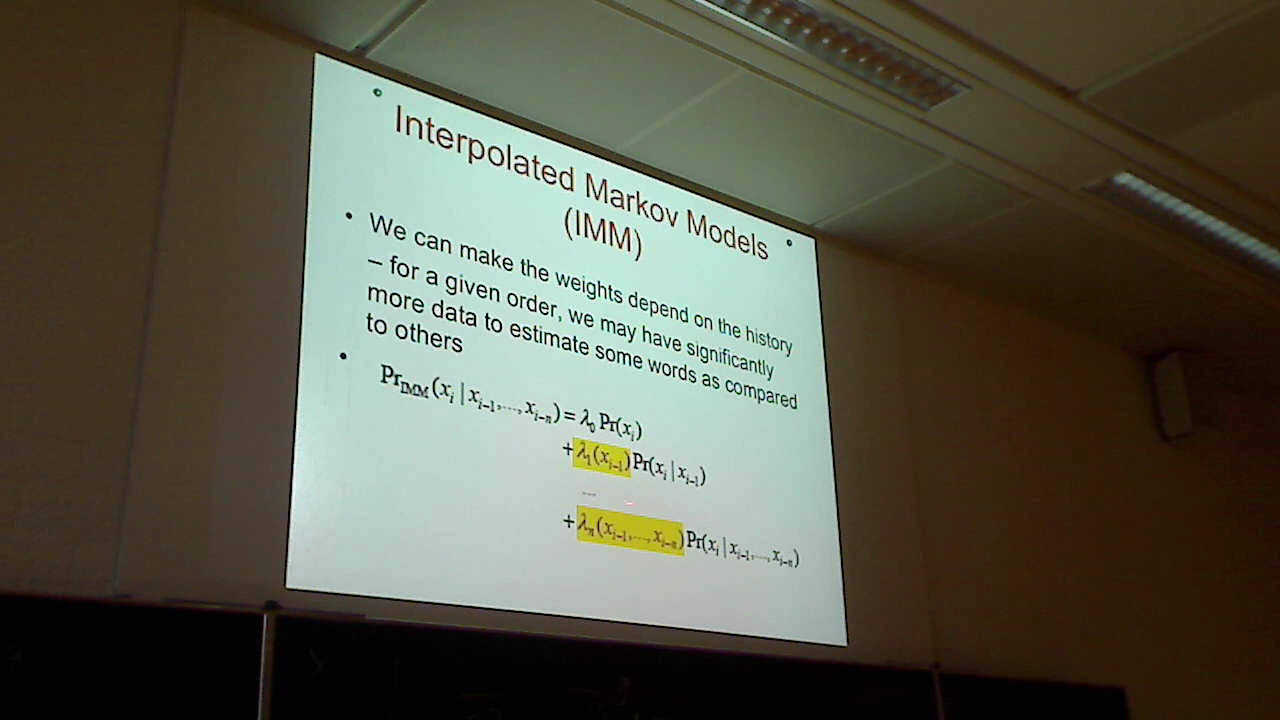 Interpolated Markov Models
(IMM)
• We can make the weights depend on the history
– for a given order, we may have significantly
more data to estimate some words as compared
to others
• Pr_IMM(x_i | x_{i-1},..., x_{i-n}) = λ_0 Pr(x_i)
+ λ_1(x_{i-1}) Pr(x_i | x_{i-1})
...
+ λ_n(x_{i-1},..., x_{i-n}) Pr(x_i | x_{i-1},..., x_{i-n})